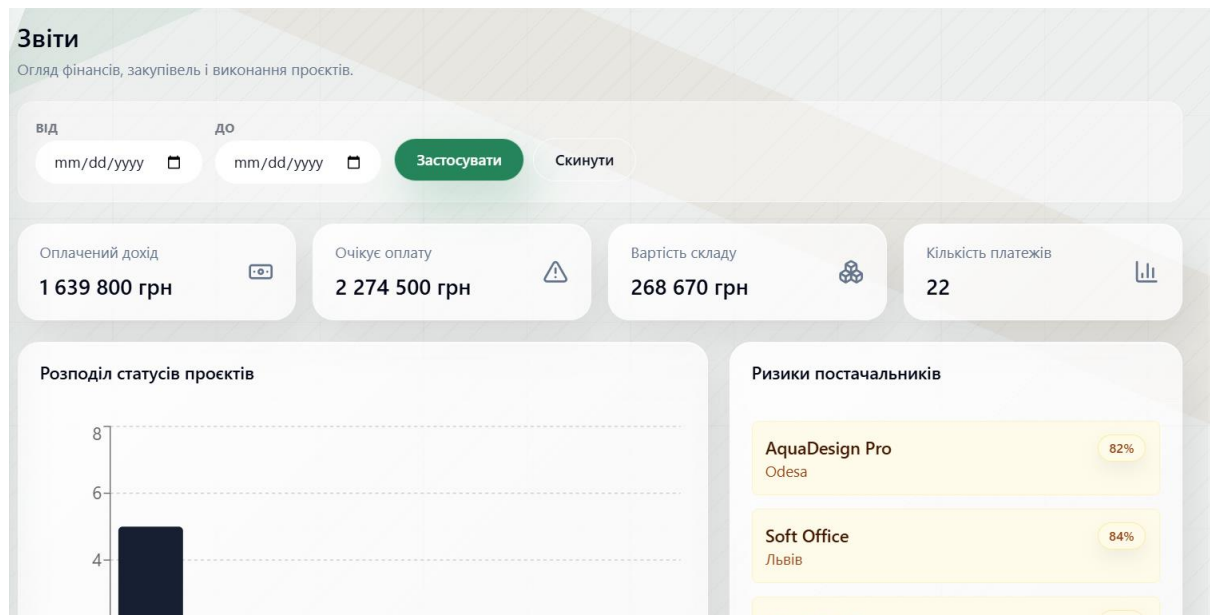 Звіти
Огляд фінансів, закупівель і виконання проєктів.
ВІД
ДО
mm/dd/yyyy
mm/dd/yyyy
Застосувати
Скинути
Оплачений дохід
1 639 800 грн
Очікує оплату
2 274 500 грн
Вартість складу
268 670 грн
Кількість платежів
22
Розподіл статусів проєктів
8
6
4
Ризики постачальників
AquaDesign Pro
82%
Odesa
Soft Office
84%
Львів